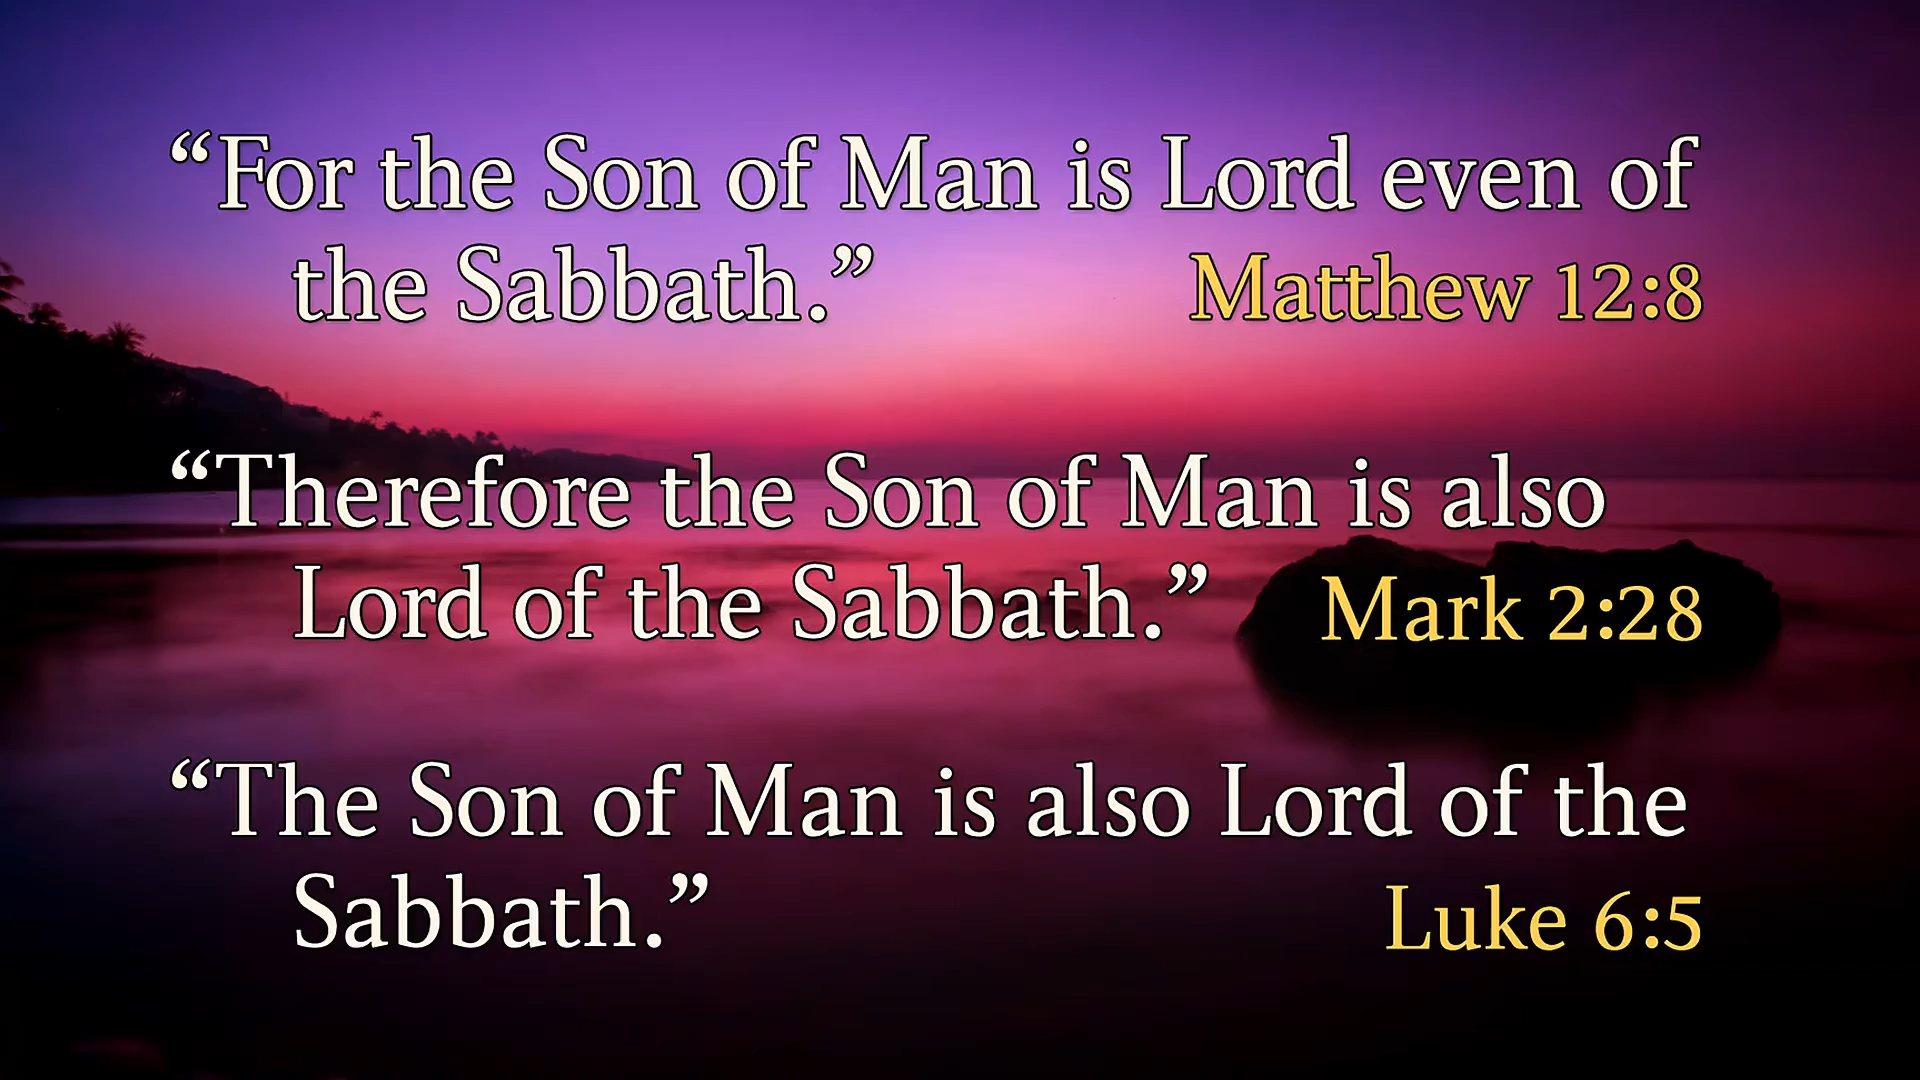 “For the Son of Man is Lord even of
the Sabbath.” Matthew 12:8
“Therefore the Son of Man is also
Lord of the Sabbath.” Mark 2:28
“The Son of Man is also Lord of the
Sabbath.” Luke 6:5